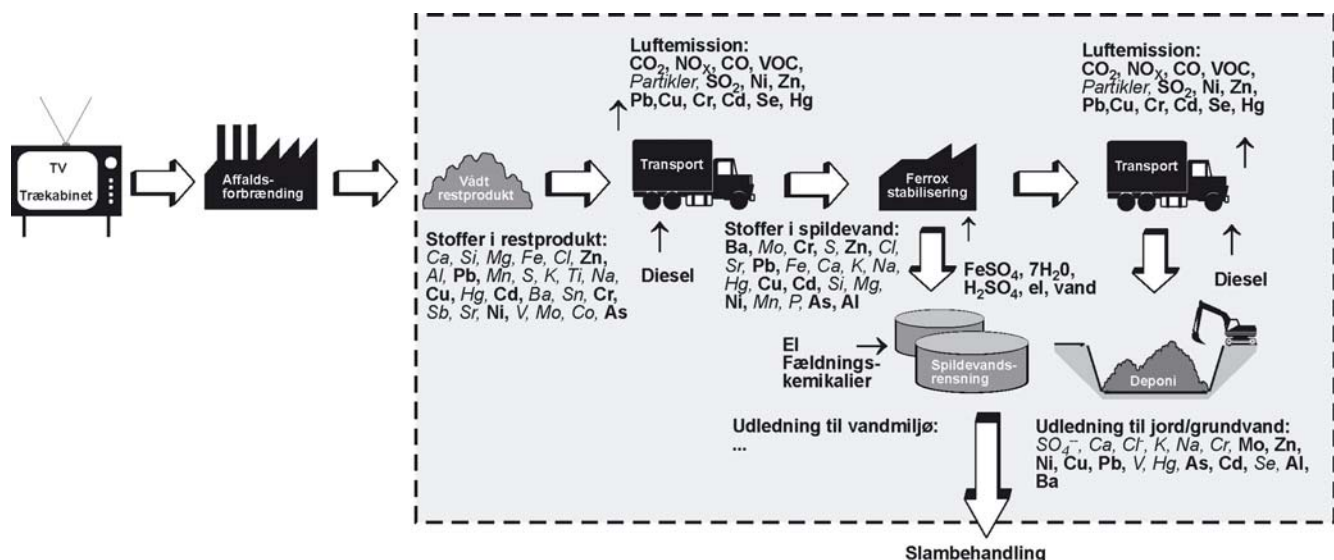 Luftemission:
CO₂, NOₓ, CO, VOC,
Partikler, SO₂, Ni, Zn,
Pb,Cu, Cr, Cd, Se, Hg
Luftemission:
CO₂, NOₓ, CO, VOC,
Partikler, SO₂, Ni, Zn,
Pb,Cu, Cr, Cd, Se, Hg
TV
Trækabinet
Affalds-
forbrænding
Vådt
restprodukt
Transport
Ferrox
stabilisering
Transport
Stoffer i restprodukt:
Ca, Si, Mg, Fe, Cl, Zn,
Al, Pb, Mn, S, K, Ti, Na,
Cu, Hg, Cd, Ba, Sn, Cr,
Sb, Sr, Ni, V, Mo, Co, As
Diesel
Stoffer i spildevand:
Ba, Mo, Cr, S, Zn, Cl,
Sr, Pb, Fe, Ca, K, Na,
Hg, Cu, Cd, Si, Mg,
Ni, Mn, P, As, Al
FeSO₄, 7H₂0,
H₂SO₄, el, vand
Diesel
El
Fældnings-
kemikalier
Spildevands-
rensning
Deponi
Udledning til vandmiljø:
...
Udledning til jord/grundvand:
SO₄⁻⁻, Ca, Cl⁻, K, Na, Cr, Mo, Zn,
Ni, Cu, Pb, V, Hg, As, Cd, Se, Al,
Ba
Slambehandling